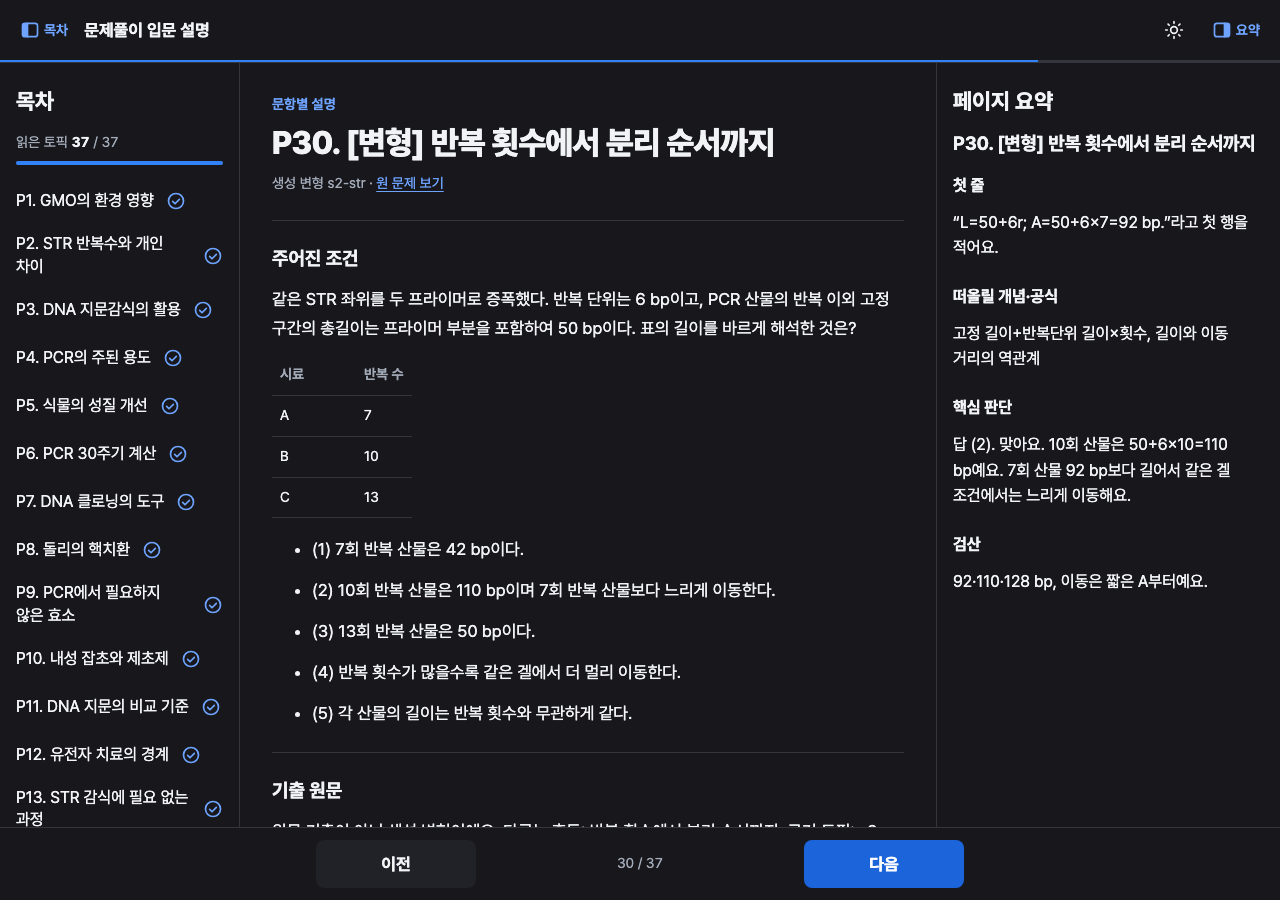 목차
문제풀이 입문 설명
요약
목차
읽은 토픽 37 / 37
P1. GMO의 환경 영향
P2. STR 반복수와 개인
차이
P3. DNA 지문감식의 활용
P4. PCR의 주된 용도
P5. 식물의 성질 개선
P6. PCR 30주기 계산
P7. DNA 클로닝의 도구
P8. 돌리의 핵치환
P9. PCR에서 필요하지
않은 효소
P10. 내성 잡초와 제초제
P11. DNA 지문의 비교 기준
P12. 유전자 치료의 경계
P13. STR 감식에 필요 없는
과정
문항별 설명
P30. [변형] 반복 횟수에서 분리 순서까지
생성 변형 s2-str · 원 문제 보기
주어진 조건
같은 STR 좌위를 두 프라이머로 증폭했다. 반복 단위는 6 bp이고, PCR 산물의 반복 이외 고정
구간의 총길이는 프라이머 부분을 포함하여 50 bp이다. 표의 길이를 바르게 해석한 것은?
시료 반복 수
A 7
B 10
C 13
• (1) 7회 반복 산물은 42 bp이다.
• (2) 10회 반복 산물은 110 bp이며 7회 반복 산물보다 느리게 이동한다.
• (3) 13회 반복 산물은 50 bp이다.
• (4) 반복 횟수가 많을수록 같은 겔에서 더 멀리 이동한다.
• (5) 각 산물의 길이는 반복 횟수와 무관하게 같다.
기출 원문
페이지 요약
P30. [변형] 반복 횟수에서 분리 순서까지
첫 줄
“L=50+6r; A=50+6×7=92 bp.”라고 첫 행을
적어요.
떠올릴 개념·공식
고정 길이+반복단위 길이×횟수, 길이와 이동
거리의 역관계
핵심 판단
답 (2). 맞아요. 10회 산물은 50+6×10=110
bp예요. 7회 산물 92 bp보다 길어서 같은 겔
조건에서는 느리게 이동해요.
검산
92·110·128 bp, 이동은 짧은 A부터예요.
이전
30 / 37
다음